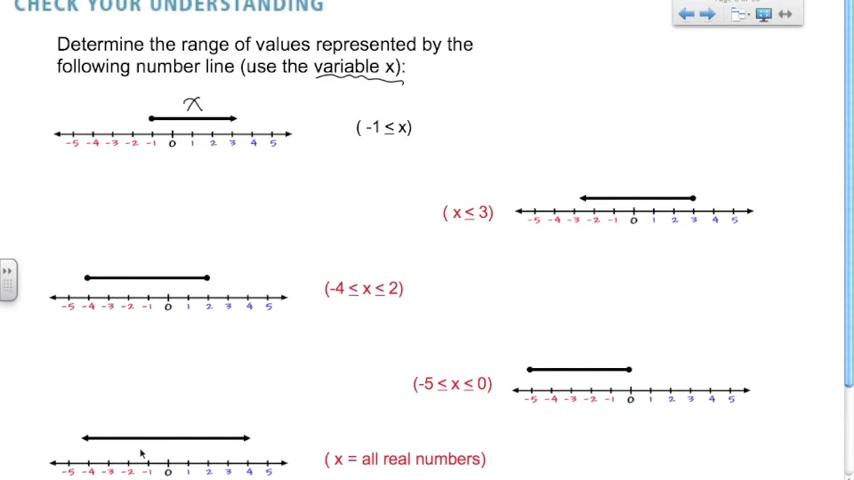 CHECK YOUR UNDERSTANDING
Determine the range of values represented by the
following number line (use the variable x):
x
-5 -4 -3 -2 -1 0 1 2 3 4 5
( -1 ≤ x)
( x ≤ 3)
-5 -4 -3 -2 -1 0 1 2 3 4 5
-5 -4 -3 -2 -1 0 1 2 3 4 5
(-4 ≤ x ≤ 2)
(-5 ≤ x ≤ 0)
-5 -4 -3 -2 -1 0 1 2 3 4 5
-5 -4 -3 -2 -1 0 1 2 3 4 5
( x = all real numbers)